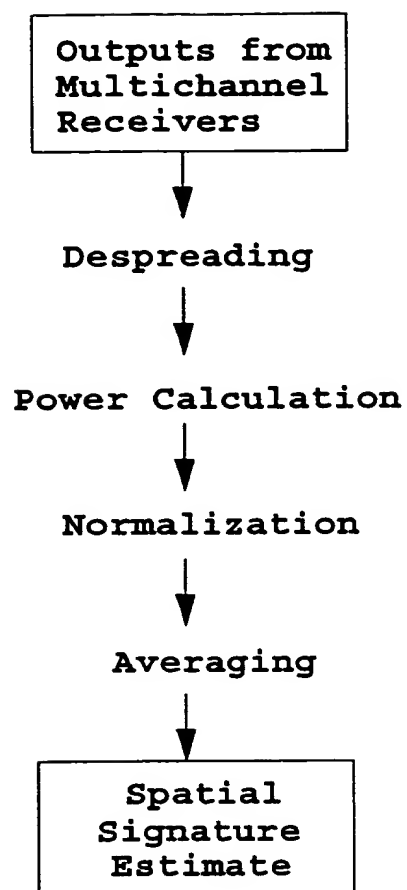 Outputs from
Multichannel
Receivers
Despreading
Power Calculation
Normalization
Averaging
Spatial
Signature
Estimate